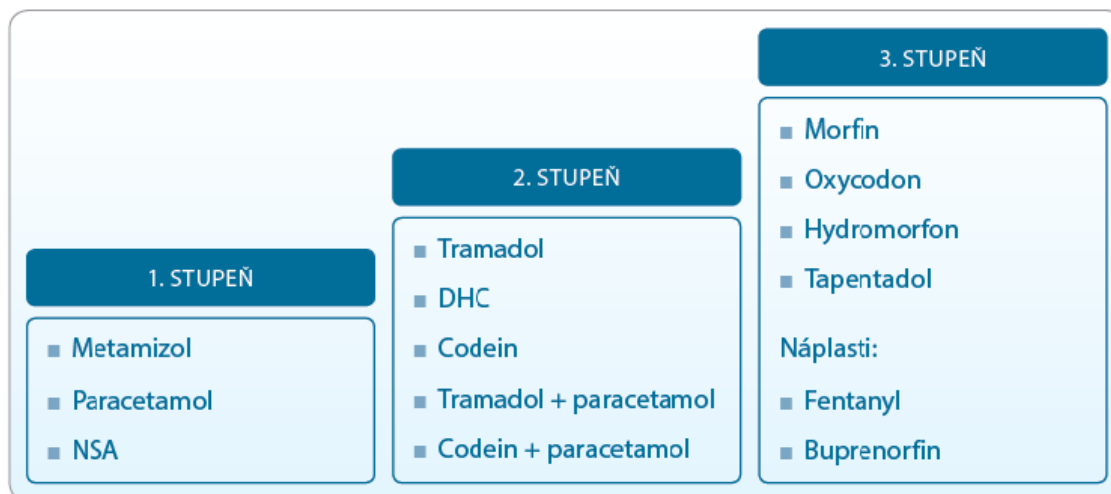 1. STUPEŇ
■ Metamizol
■ Paracetamol
■ NSA
2. STUPEŇ
■ Tramadol
■ DHC
■ Codein
■ Tramadol + paracetamol
■ Codein + paracetamol
3. STUPEŇ
■ Morfin
■ Oxycodon
■ Hydromorfon
■ Tapentadol
Náplasti:
■ Fentanyl
■ Buprenorfin